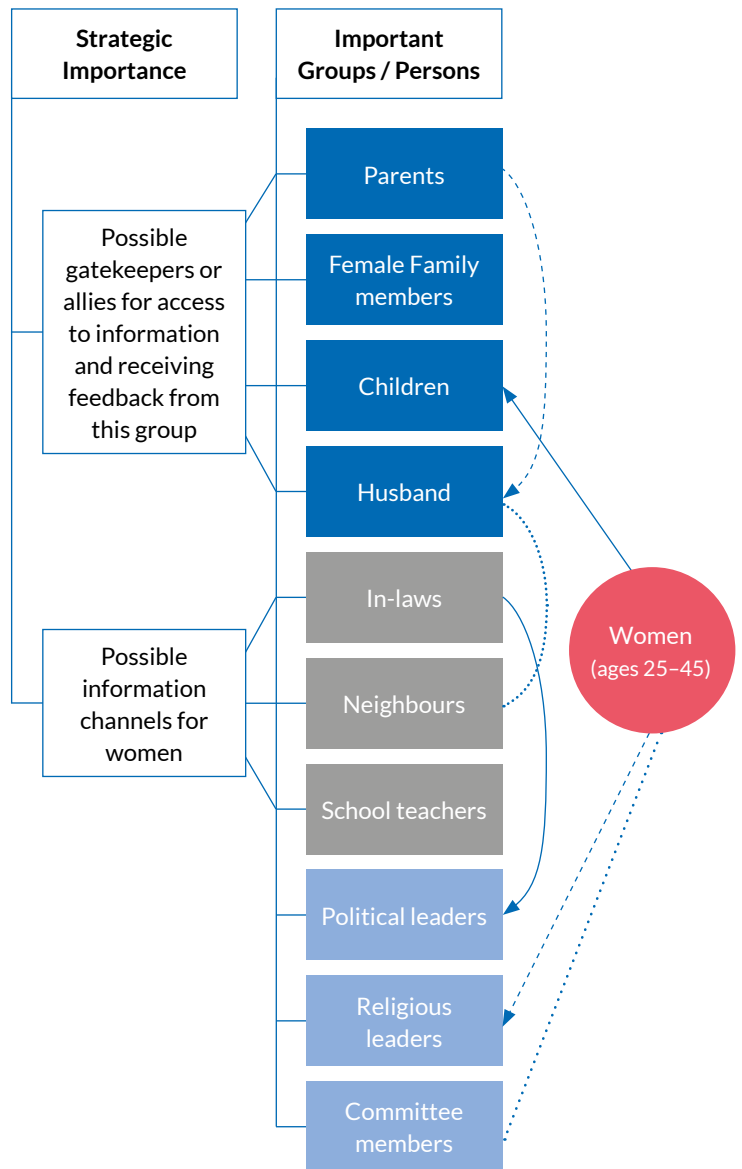 Strategic
Importance
Important
Groups / Persons
Possible
gatekeepers or
allies for access
to information
and receiving
feedback from
this group
Possible
information
channels for
women
Parents
Female Family
members
Children
Husband
In-laws
Neighbours
School teachers
Political leaders
Religious
leaders
Committee
members
Women
(ages 25–45)